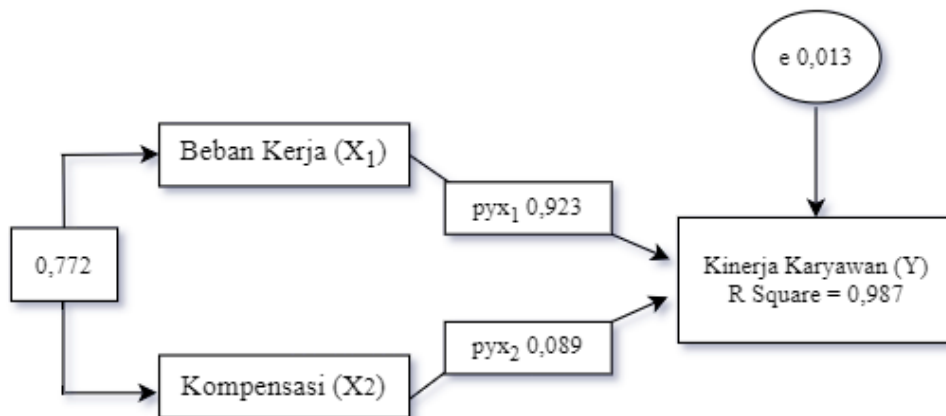 e 0,013
Beban Kerja (X1)
pyx1 0,923
0,772
Kinerja Karyawan (Y)
R Square = 0,987
pyx2 0,089
Kompensasi (X2)